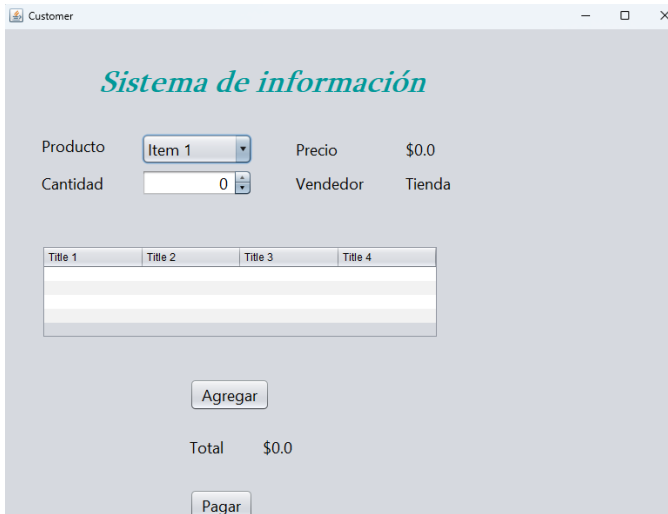 Customer
Sistema de información
Producto Item 1 Precio $0.0
Cantidad 0 Vendedor Tienda
Title 1 Title 2 Title 3 Title 4
Agregar
Total $0.0
Pagar